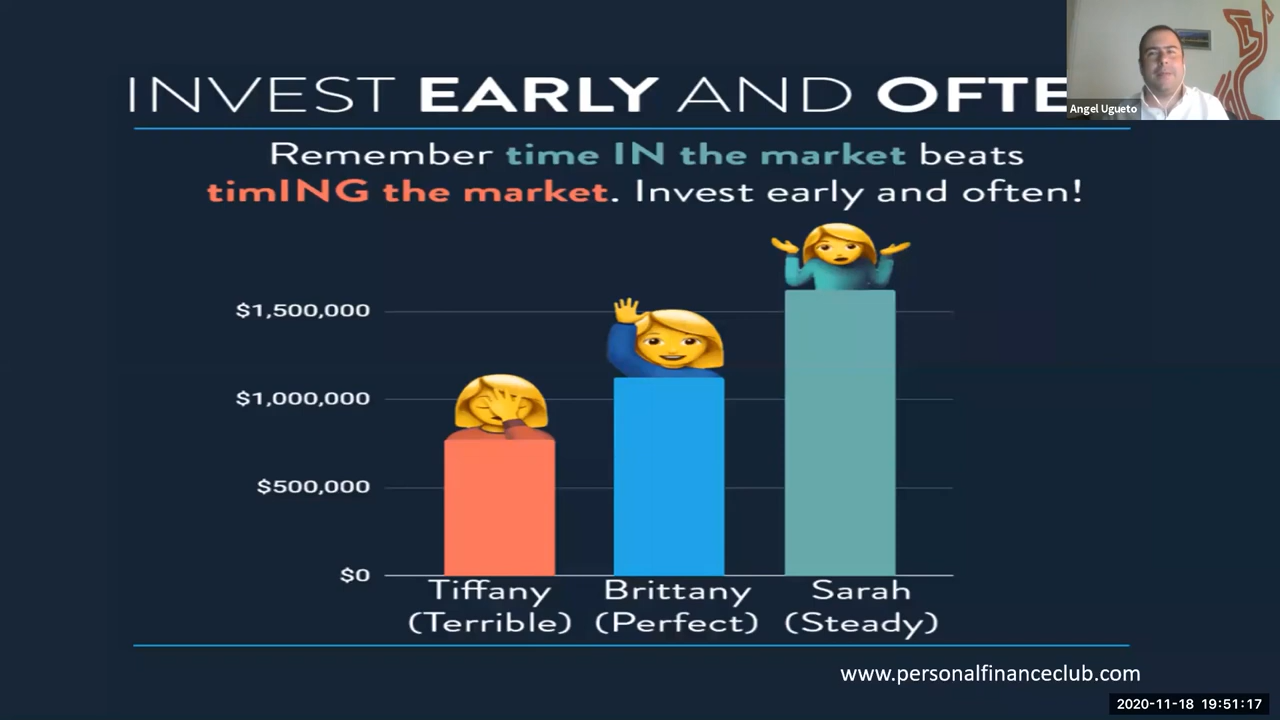 INVEST EARLY AND OFTE
Angel Ugueto
Remember time IN the market beats
timING the market. Invest early and often!
$1,500,000
$1,000,000
$500,000
$0
Tiffany
(Terrible)
Brittany
(Perfect)
Sarah
(Steady)
www.personalfinanceclub.com
2020-11-18 19:51:17